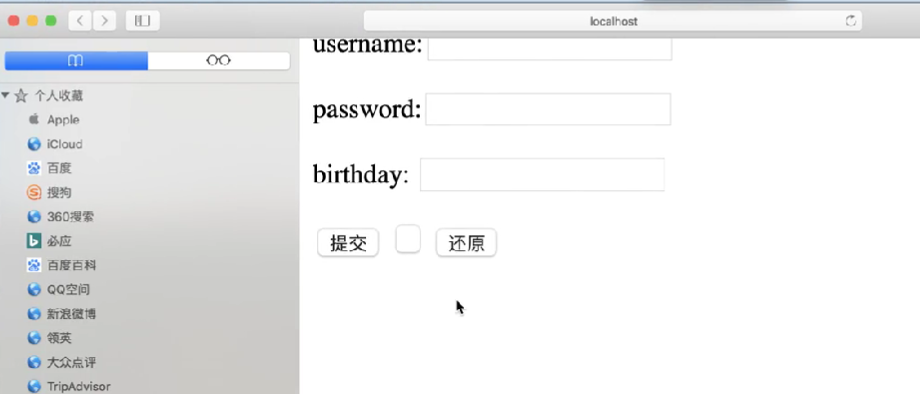 localhost
个人收藏
Apple
iCloud
百度
搜狗
360搜索
必应
百度百科
QQ空间
新浪微博
领英
大众点评
TripAdvisor
username:
password:
birthday:
提交 还原